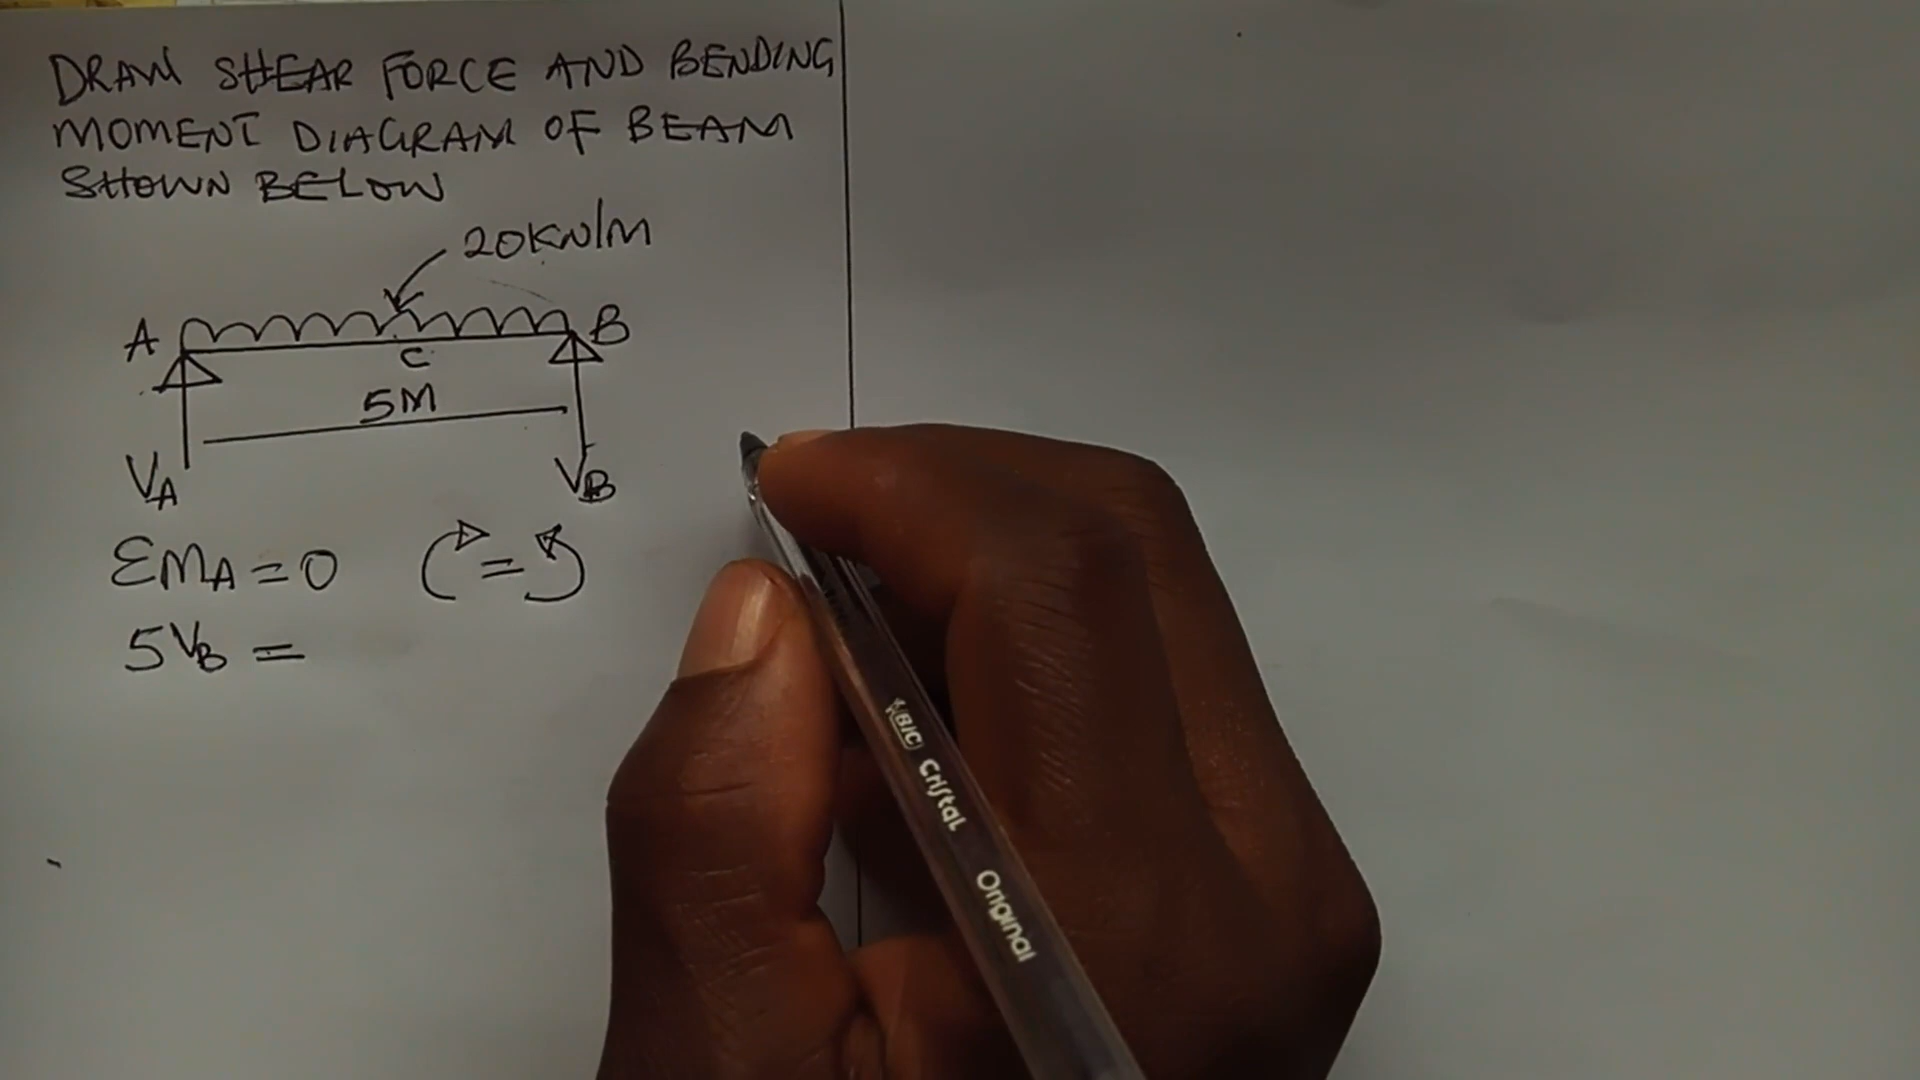 DRAW SHEAR FORCE AND BENDING
MOMENT DIAGRAM OF BEAM
SHOWN BELOW
20KN/M
A
B
C
5M
VA
VB
ΣMA = 0 ( = )
5VB =
BIC Cristal Original